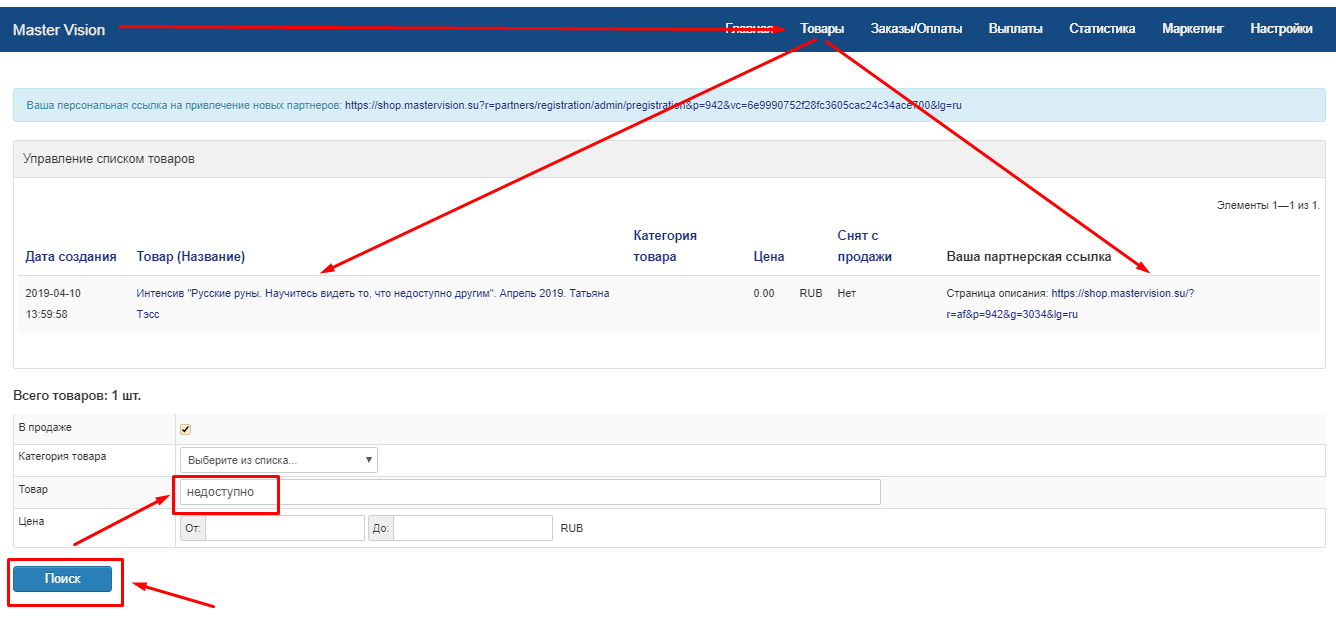 Master Vision
Главная Товары Заказы/Оплаты Выплаты Статистика Маркетинг Настройки
Ваша персональная ссылка на привлечение новых партнеров: https://shop.mastervision.su?r=partners/registration/admin/pregistration&p=942&vc=6e9990752f28fc3605cac24c34ace700&lg=ru
Управление списком товаров
Элементы 1—1 из 1.
Дата создания Товар (Название) Категория товара Цена Снят с продажи Ваша партнерская ссылка
2019-04-10 Интенсив "Русские руны. Научитесь видеть то, что недоступно другим". Апрель 2019. Татьяна 0.00 RUB Нет Страница описания: https://shop.mastervision.su/?
13:59:58 Тэсс r=af&p=942&g=3034&lg=ru
Всего товаров: 1 шт.
В продаже
Категория товара Выберите из списка...
Товар недоступно
Цена От: До: RUB
Поиск